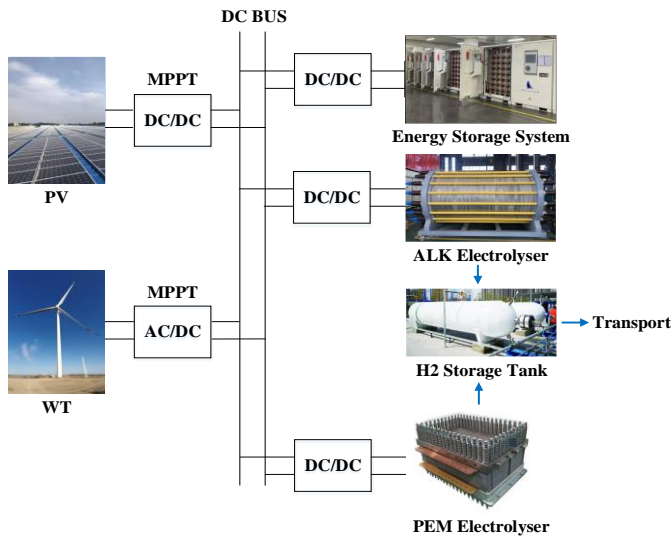 DC BUS
MPPT
DC/DC
PV
DC/DC
Energy Storage System
DC/DC
ALK Electrolyser
MPPT
AC/DC
WT
H2 Storage Tank
Transport
DC/DC
PEM Electrolyser